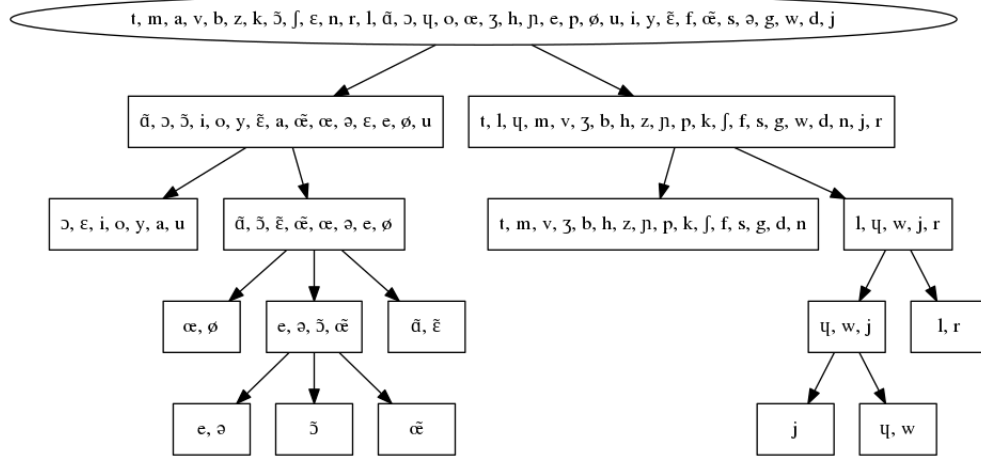 t, m, a, v, b, z, k, ɔ̃, ʃ, ɛ, n, r, l, ɑ̃, ɔ, ɥ, o, œ, ʒ, h, ɲ, e, p, ø, u, i, y, ɛ̃, f, œ̃, s, ə, g, w, d, j
ɑ̃, ɔ, ɔ̃, i, o, y, ɛ̃, a, œ̃, œ, ə, ɛ, e, ø, u
t, l, ɥ, m, v, ʒ, b, h, z, ɲ, p, k, ʃ, f, s, g, w, d, n, j, r
ɔ, ɛ, i, o, y, a, u
ɑ̃, ɔ̃, ɛ̃, œ̃, œ, ə, e, ø
t, m, v, ʒ, b, h, z, ɲ, p, k, ʃ, f, s, g, d, n
l, ɥ, w, j, r
œ, ø
e, ə, ɔ̃, œ̃
ɑ̃, ɛ̃
ɥ, w, j
l, r
e, ə
ɔ̃
œ̃
j
ɥ, w